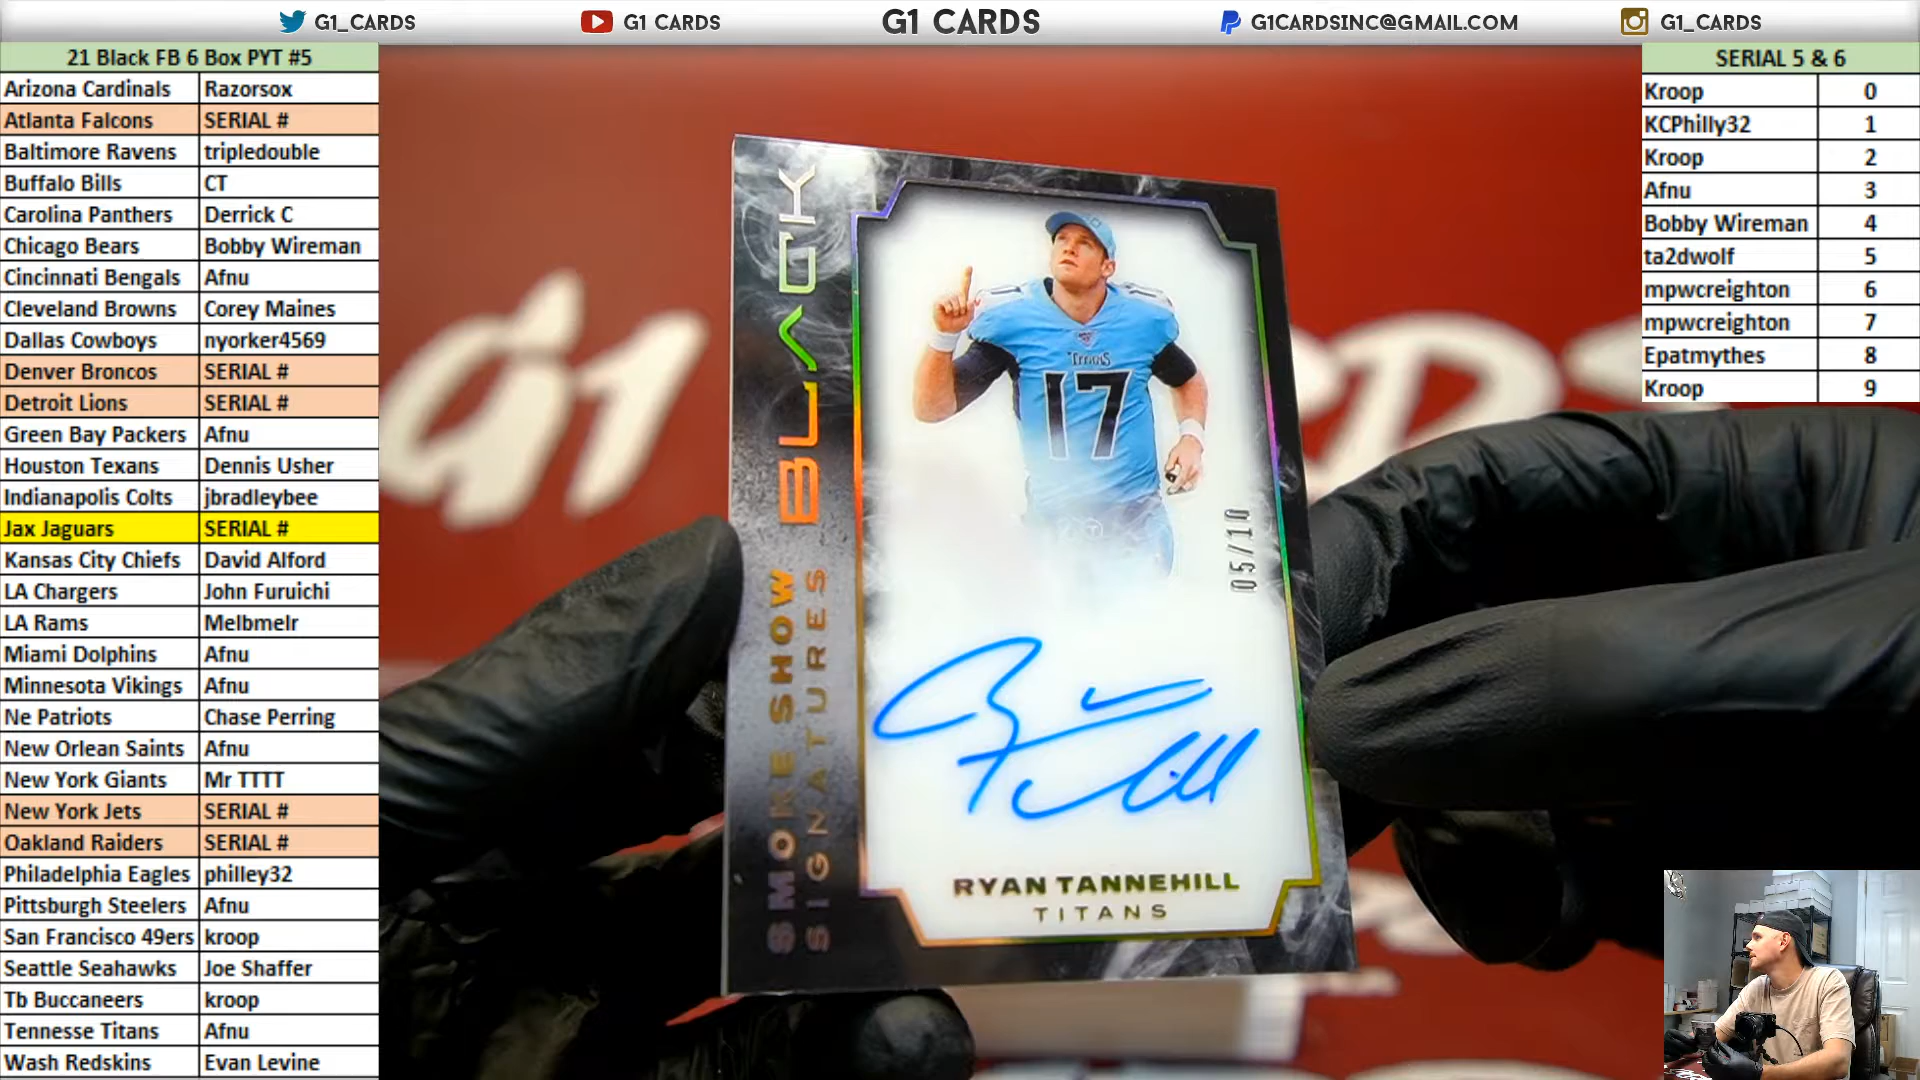 G1_CARDS
G1 CARDS
G1 CARDS
G1CARDSINC@GMAIL.COM
G1_CARDS
21 Black FB 6 Box PYT #5
Arizona Cardinals Razorsox
Atlanta Falcons SERIAL #
Baltimore Ravens tripledouble
Buffalo Bills CT
Carolina Panthers Derrick C
Chicago Bears Bobby Wireman
Cincinnati Bengals Afnu
Cleveland Browns Corey Maines
Dallas Cowboys nyorker4569
Denver Broncos SERIAL #
Detroit Lions SERIAL #
Green Bay Packers Afnu
Houston Texans Dennis Usher
Indianapolis Colts jbradleybee
Jax Jaguars SERIAL #
Kansas City Chiefs David Alford
LA Chargers John Furuichi
LA Rams Melbmelr
Miami Dolphins Afnu
Minnesota Vikings Afnu
Ne Patriots Chase Perring
New Orlean Saints Afnu
New York Giants Mr TTTT
New York Jets SERIAL #
Oakland Raiders SERIAL #
Philadelphia Eagles philley32
Pittsburgh Steelers Afnu
San Francisco 49ers kroop
Seattle Seahawks Joe Shaffer
Tb Buccaneers kroop
Tennesse Titans Afnu
Wash Redskins Evan Levine
G1
SMOKE SHOW BLACK
SIGNATURES
17
TITANS
17
05/10
RYAN TANNEHILL
TITANS
SERIAL 5 & 6
Kroop 0
KCPhilly32 1
Kroop 2
Afnu 3
Bobby Wireman 4
ta2dwolf 5
mpwcreighton 6
mpwcreighton 7
Epatmythes 8
Kroop 9